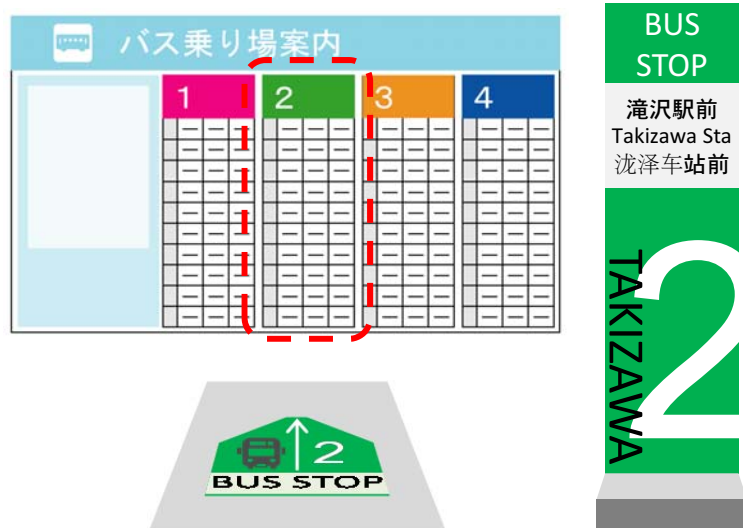 バス乗り場案内
1 2 3 4
BUS
STOP
滝沢駅前
Takizawa Sta
泷泽车站前
2
TAKIZAWA
2
BUS STOP